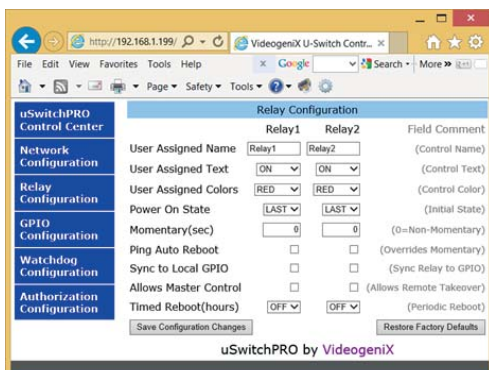 http://192.168.1.199/
VideogeniX U-Switch Contr...
File Edit View Favorites Tools Help
Google
Search
More »
Page Safety Tools
uSwitchPRO Control Center
Network Configuration
Relay Configuration
GPIO Configuration
Watchdog Configuration
Authorization Configuration
Relay Configuration
Relay1 Relay2 Field Comment
User Assigned Name Relay1 Relay2 (Control Name)
User Assigned Text ON ON (Control Text)
User Assigned Colors RED RED (Control Color)
Power On State LAST LAST (Initial State)
Momentary(sec) 0 0 (0=Non-Momentary)
Ping Auto Reboot (Overrides Momentary)
Sync to Local GPIO (Sync Relay to GPIO)
Allows Master Control (Allows Remote Takeover)
Timed Reboot(hours) OFF OFF (Periodic Reboot)
Save Configuration Changes Restore Factory Defaults
uSwitchPRO by VideogeniX